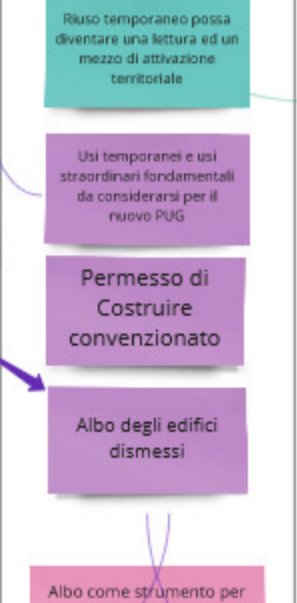 Riuso temporaneo possa
diventare una lettura ed un
mezzo di attivazione
territoriale
Usi temporanei e usi
straordinari fondamentali
da considerarsi per il
nuovo PUG
Permesso di
Costruire
convenzionato
Albo degli edifici
dismessi
Albo come strumento per